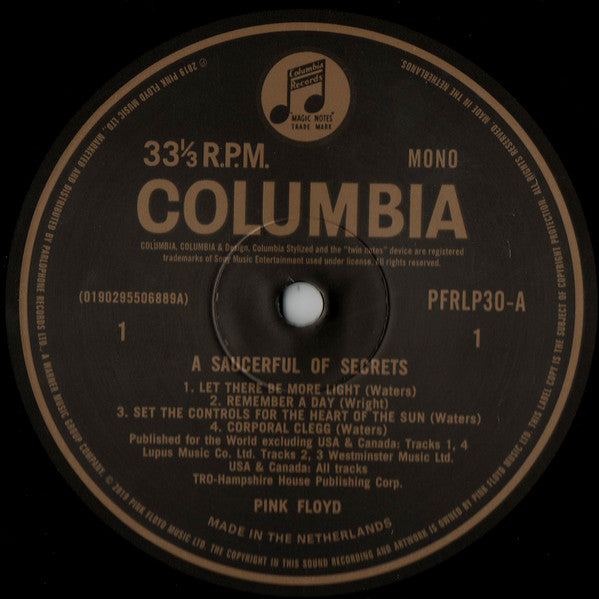 Columbia
Records
"MAGIC NOTES"
TRADE MARK
33⅓ R.P.M.
MONO
COLUMBIA
COLUMBIA, COLUMBIA & Design, Columbia Stylized and the "twin notes" device are registered
trademarks of Sony Music Entertainment used under license. All rights reserved.
(0190295506889A)
PFRLP30-A
1
1
A SAUCERFUL OF SECRETS
1. LET THERE BE MORE LIGHT (Waters)
2. REMEMBER A DAY (Wright)
3. SET THE CONTROLS FOR THE HEART OF THE SUN (Waters)
4. CORPORAL CLEGG (Waters)
Published for the World excluding USA & Canada: Tracks 1, 4
Lupus Music Co. Ltd. Tracks 2, 3 Westminster Music Ltd.
USA & Canada: All tracks
TRO-Hampshire House Publishing Corp.
PINK FLOYD
MADE IN THE NETHERLANDS
℗ 2019 PINK FLOYD MUSIC LTD. MARKETED AND DISTRIBUTED BY PARLOPHONE RECORDS LTD. A WARNER MUSIC GROUP COMPANY. © 2019 PINK FLOYD MUSIC LTD. THE COPYRIGHT IN THIS SOUND RECORDING AND ARTWORK IS OWNED BY PINK FLOYD MUSIC LTD. THIS LABEL COPY IS THE SUBJECT OF COPYRIGHT PROTECTION. ALL RIGHTS RESERVED. MADE IN THE NETHERLANDS.